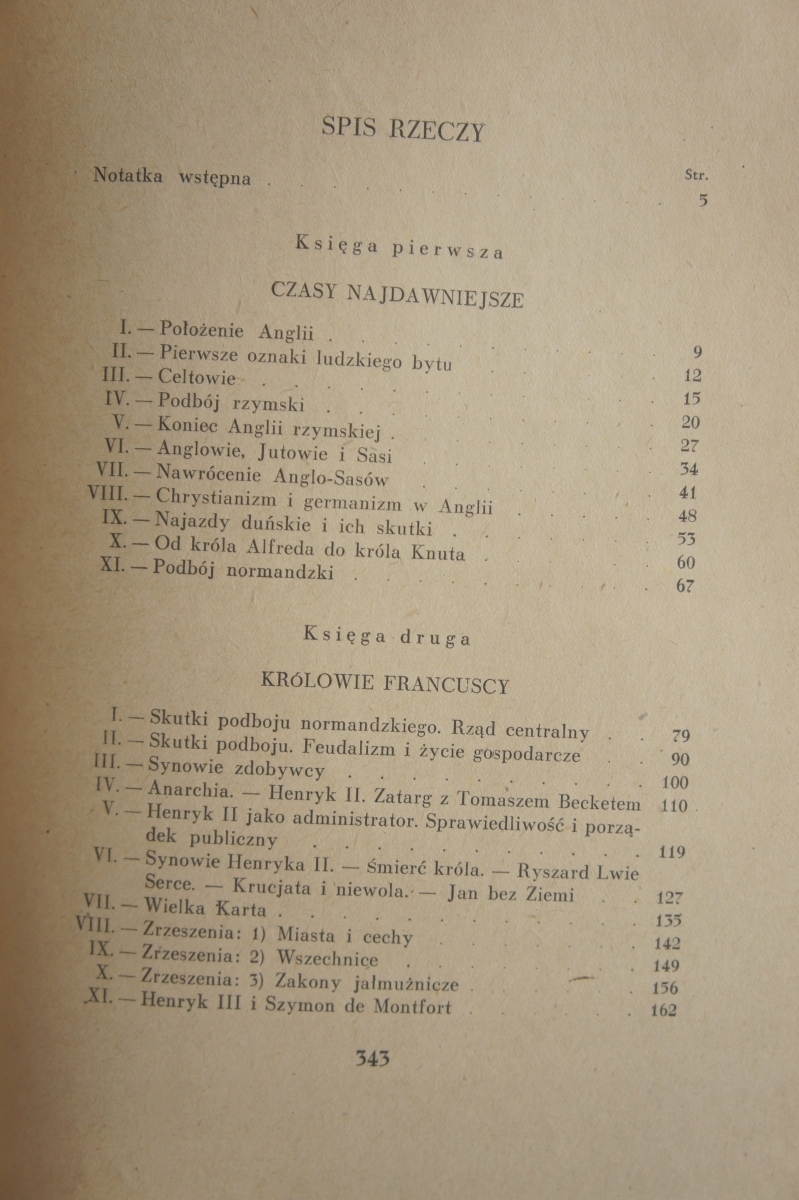 SPIS RZECZY
Str.
Notatka wstępna . . . . . . . . . . 5
Księga pierwsza
CZASY NAJDAWNIEJSZE
I. — Położenie Anglii . . . . . . . . . 9
II. — Pierwsze oznaki ludzkiego bytu . . . . . 12
III. — Celtowie . . . . . . . . . . 15
IV. — Podbój rzymski . . . . . . . . . 20
V. — Koniec Anglii rzymskiej . . . . . . . 27
VI. — Anglowie, Jutowie i Sasi . . . . . . . 34
VII. — Nawrócenie Anglo-Sasów . . . . . . . 41
VIII. — Chrystianizm i germanizm w Anglii . . . . 48
IX. — Najazdy duńskie i ich skutki . . . . . . 53
X. — Od króla Alfreda do króla Knuta . . . . . 60
XI. — Podbój normandzki . . . . . . . . 67
Księga druga
KRÓLOWIE FRANCUSCY
I. — Skutki podboju normandzkiego. Rząd centralny . . 79
II. — Skutki podboju. Feudalizm i życie gospodarcze . . 90
III. — Synowie zdobywcy . . . . . . . . 100
IV. — Anarchia. — Henryk II. Zatarg z Tomaszem Becketem 110
V. — Henryk II jako administrator. Sprawiedliwość i porzą-
dek publiczny . . . . . . . . . 119
VI. — Synowie Henryka II. — Śmierć króla. — Ryszard Lwie
Serce. — Krucjata i niewola. — Jan bez Ziemi . . 127
VII. — Wielka Karta . . . . . . . . . 135
VIII. — Zrzeszenia: 1) Miasta i cechy . . . . . . 142
IX. — Zrzeszenia: 2) Wszechnice . . . . . . 149
X. — Zrzeszenia: 3) Zakony jałmużnicze . . . . . 156
XI. — Henryk III i Szymon de Montfort . . . . . 162
343